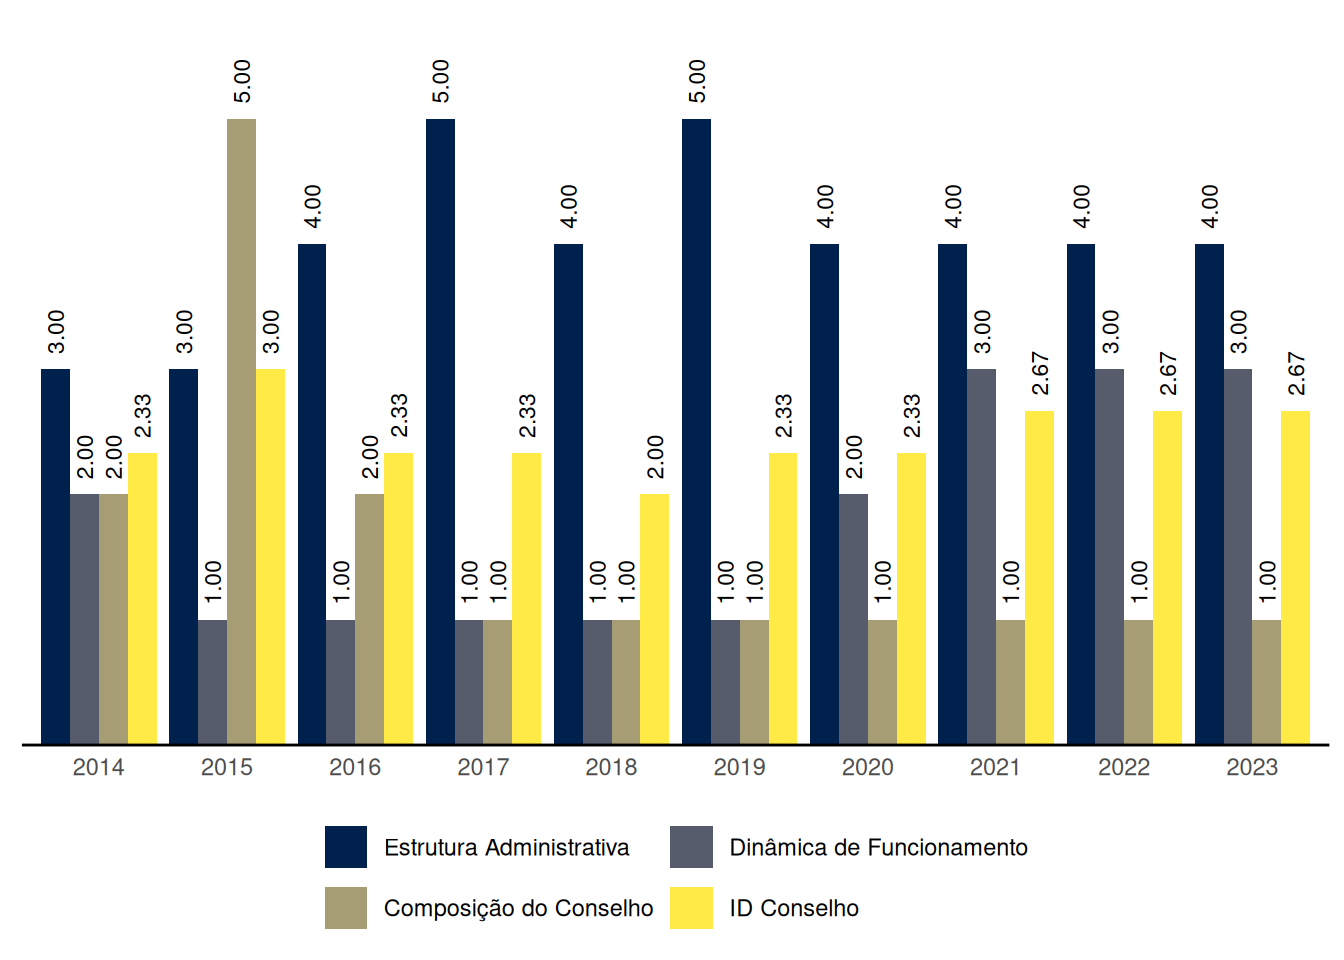 5.00 5.00 5.00
4.00 4.00 4.00 4.00 4.00 4.00
3.00 3.00 3.00 3.00 3.00 3.00
2.67 2.67 2.67
2.33 2.33 2.33 2.33 2.33
2.00 2.00 2.00 2.00 2.00
1.00 1.00 1.00 1.00 1.00 1.00 1.00 1.00 1.00 1.00 1.00 1.00
2014 2015 2016 2017 2018 2019 2020 2021 2022 2023
Estrutura Administrativa Dinâmica de Funcionamento
Composição do Conselho ID Conselho